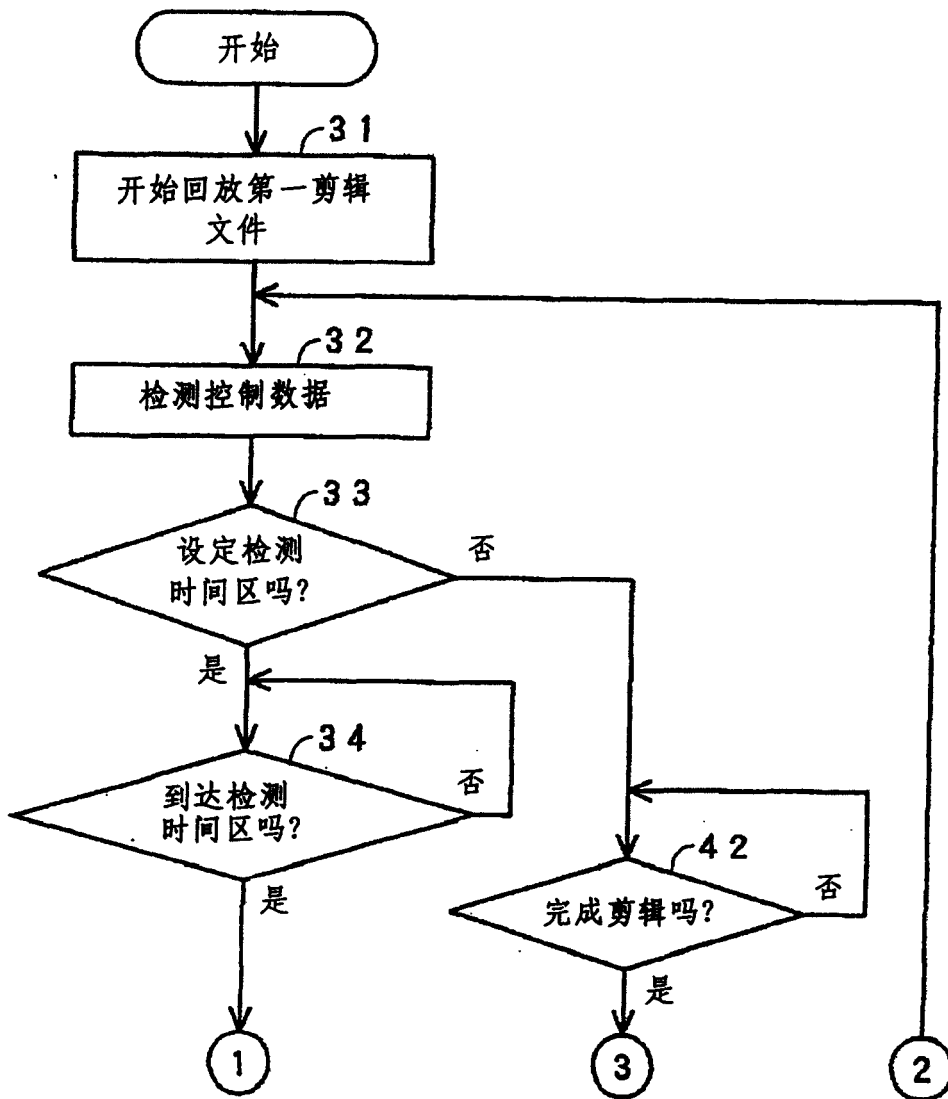 开始
31
开始回放第一剪辑
文件
32
检测控制数据
33
设定检测
时间区吗?
否
是
34
到达检测
时间区吗?
否
是
42
完成剪辑吗?
否
是
1
3
2